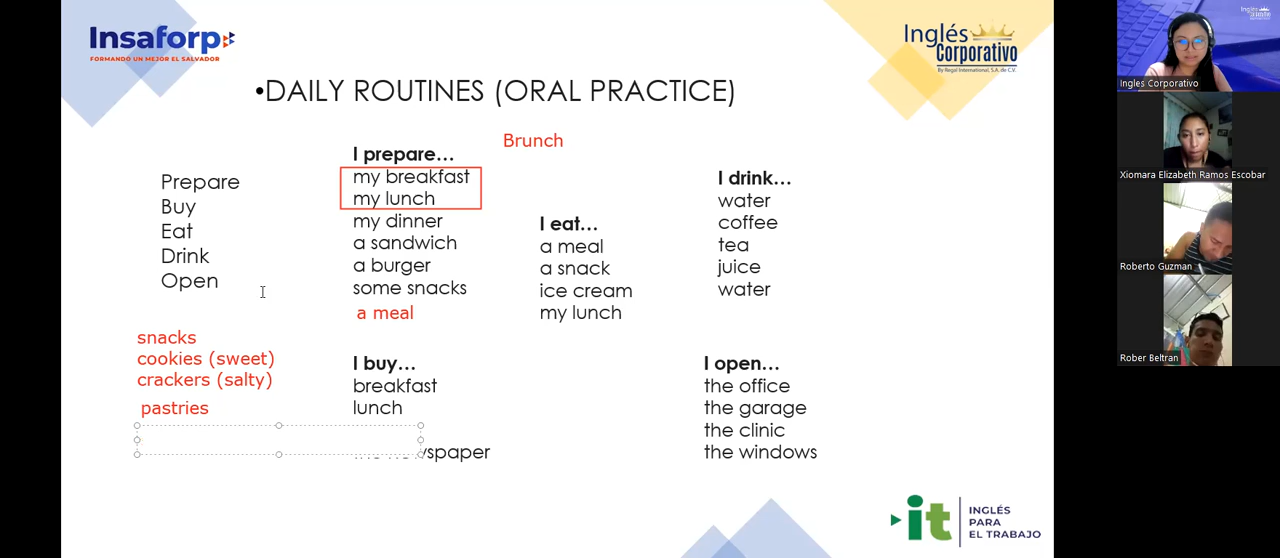 Insaforp
FORMANDO UN MEJOR EL SALVADOR
Inglés
Corporativo
By Regal International, S.A. de C.V.
•DAILY ROUTINES (ORAL PRACTICE)
Brunch
Prepare
Buy
Eat
Drink
Open
snacks
cookies (sweet)
crackers (salty)
pastries
I prepare...
my breakfast
my lunch
my dinner
a sandwich
a burger
some snacks
a meal
I buy...
breakfast
lunch
I eat...
a meal
a snack
ice cream
my lunch
I drink...
water
coffee
tea
juice
water
I open...
the office
the garage
the clinic
the windows
it
INGLÉS
PARA
EL TRABAJO
Ingles Corporativo
Xiomara Elizabeth Ramos Escobar
Roberto Guzman
Rober Beltran